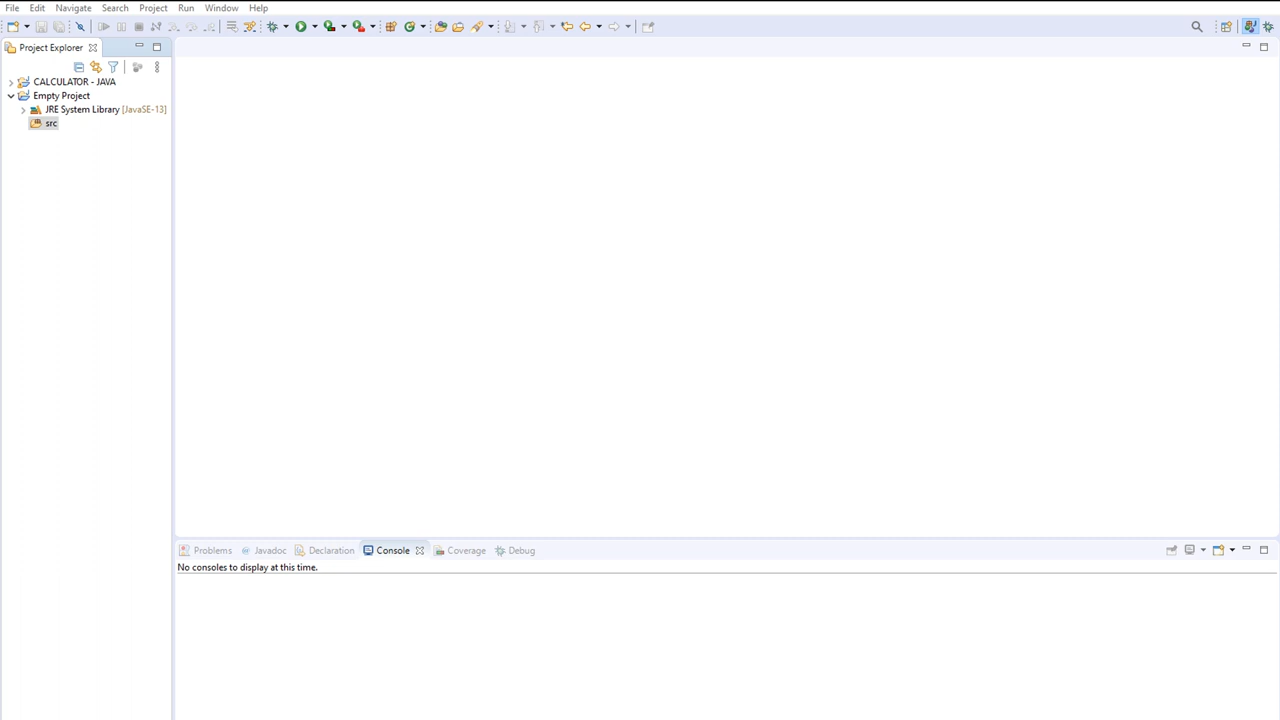 File Edit Navigate Search Project Run Window Help
Project Explorer
CALCULATOR - JAVA
Empty Project
JRE System Library [JavaSE-13]
src
Problems Javadoc Declaration Console Coverage Debug
No consoles to display at this time.